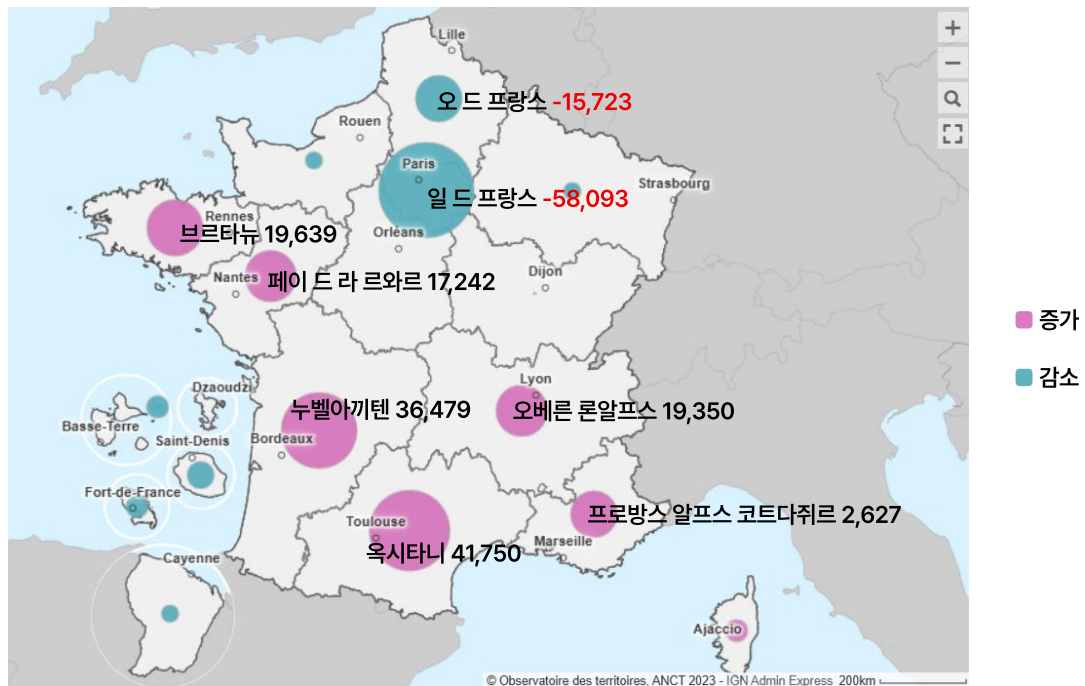 Lille
오 드 프랑스 -15,723
Rouen
Paris
Strasbourg
일 드 프랑스 -58,093
Rennes
브르타뉴 19,639
Orléans
Dijon
Nantes
페이 드 라 르와르 17,242
증가
감소
Lyon
Dzaoudzi
누벨아끼텐 36,479
오베른 론알프스 19,350
Basse-Terre
Saint-Denis
Bordeaux
Fort-de-France
Toulouse
프로방스 알프스 코트다쥐르 2,627
Marseille
옥시타니 41,750
Cayenne
Ajaccio
© Observatoire des territoires, ANCT 2023 - IGN Admin Express 200km